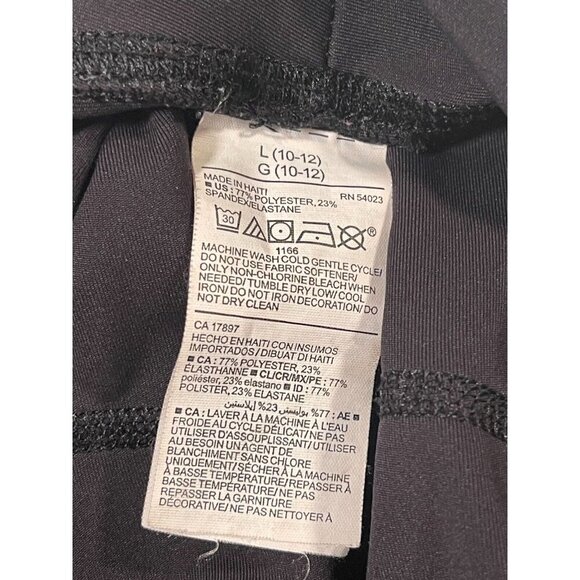 L (10-12)
G (10-12)
MADE IN HAITI RN 54023
■ US : 77% POLYESTER, 23%
SPANDEX/ELASTANE
30
1166
MACHINE WASH COLD GENTLE CYCLE/
DO NOT USE FABRIC SOFTENER/
ONLY NON-CHLORINE BLEACH WHEN
NEEDED/ TUMBLE DRY LOW/ COOL
IRON/ DO NOT IRON DECORATION/ DO
NOT DRY CLEAN
CA 17897
HECHO EN HAITI CON INSUMOS
IMPORTADOS / DIBUAT DI HAITI
■ CA : 77% POLYESTER, 23%
ÉLASTHANNE ■ CL/CR/MX/PE : 77%
poliéster, 23% elastano ■ ID : 77%
POLISTER, 23% ELASTANE
■ AE : 77% بوليستر, 23% إيلاستين
■ CA : LAVER À LA MACHINE À L'EAU
FROIDE AU CYCLE DÉLICAT/ NE PAS
UTILISER D'ASSOUPLISSANT/ UTILISER
AU BESOIN UN AGENT DE
BLANCHIMENT SANS CHLORE
UNIQUEMENT/ SÉCHER À LA MACHINE
À BASSE TEMPÉRATURE/ REPASSER À
BASSE TEMPÉRATURE/ NE PAS
REPASSER LA GARNITURE
DÉCORATIVE/ NE PAS NETTOYER À